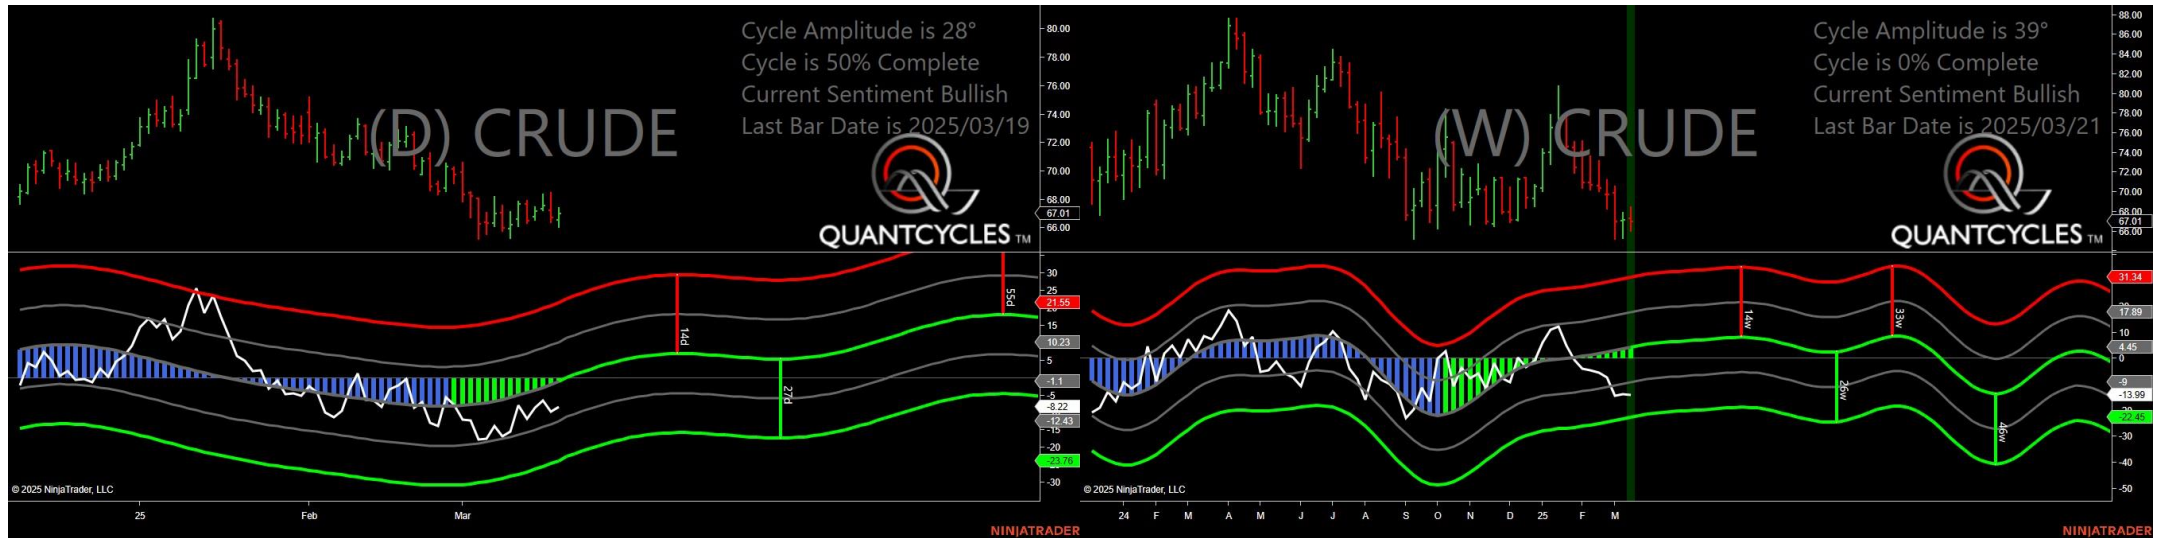 Cycle Amplitude is 28°
Cycle is 50% Complete
Current Sentiment Bullish
Last Bar Date is 2025/03/19
(D) CRUDE
QUANTCYCLES TM
80.00
78.00
76.00
74.00
72.00
70.00
68.00
67.01
66.00
30
25
21.55
15
10.23
5
-1.1
-5
-8.22
-12.43
-15
-20
-23.76
-30
14d
27d
55d
© 2025 NinjaTrader, LLC
25 Feb Mar
NINJATRADER
Cycle Amplitude is 39°
Cycle is 0% Complete
Current Sentiment Bullish
Last Bar Date is 2025/03/21
(W) CRUDE
QUANTCYCLES TM
88.00
86.00
84.00
82.00
80.00
78.00
76.00
74.00
72.00
70.00
68.00
67.01
66.00
31.34
17.89
10
4.45
0
-9
-13.99
-22.45
-30
-40
-50
14w
26w
33w
46w
© 2025 NinjaTrader, LLC
24 F M A M J J A S O N D 25 F M
NINJATRADER